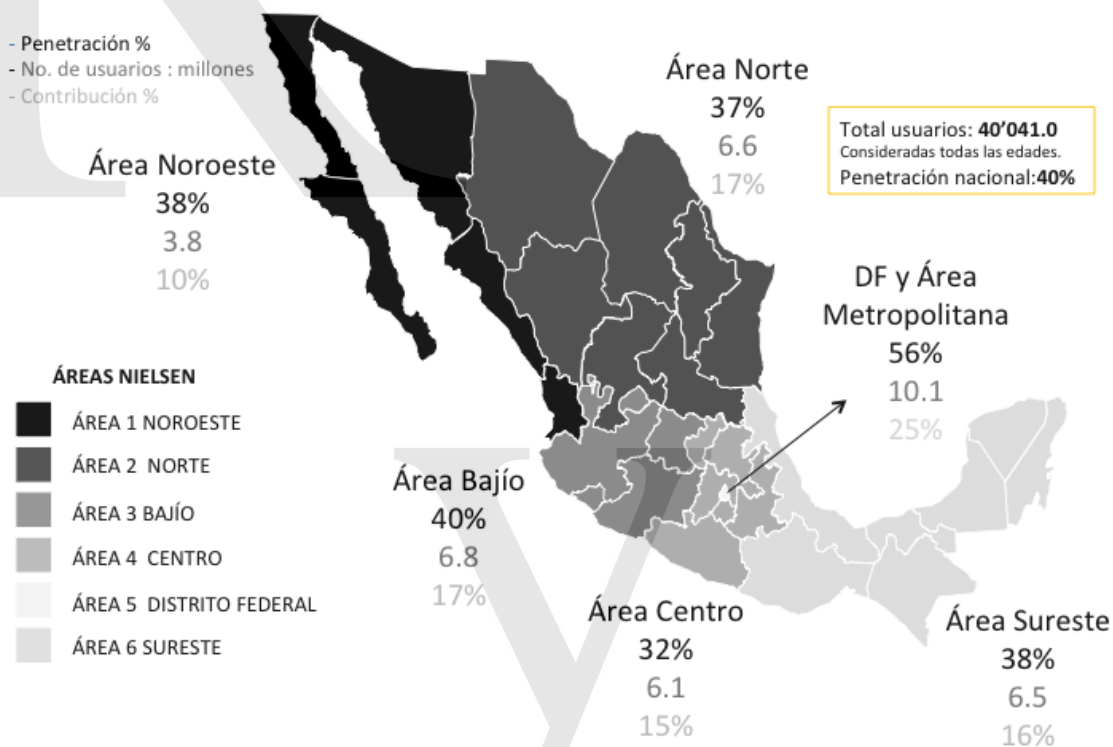 - Penetración %
- No. de usuarios : millones
- Contribución %
Área Noroeste
38%
3.8
10%
Área Norte
37%
6.6
17%
Total usuarios: 40’041.0
Consideradas todas las edades.
Penetración nacional:40%
DF y Área
Metropolitana
56%
10.1
25%
ÁREAS NIELSEN
ÁREA 1 NOROESTE
ÁREA 2 NORTE
ÁREA 3 BAJÍO
ÁREA 4 CENTRO
ÁREA 5 DISTRITO FEDERAL
ÁREA 6 SURESTE
Área Bajío
40%
6.8
17%
Área Centro
32%
6.1
15%
Área Sureste
38%
6.5
16%